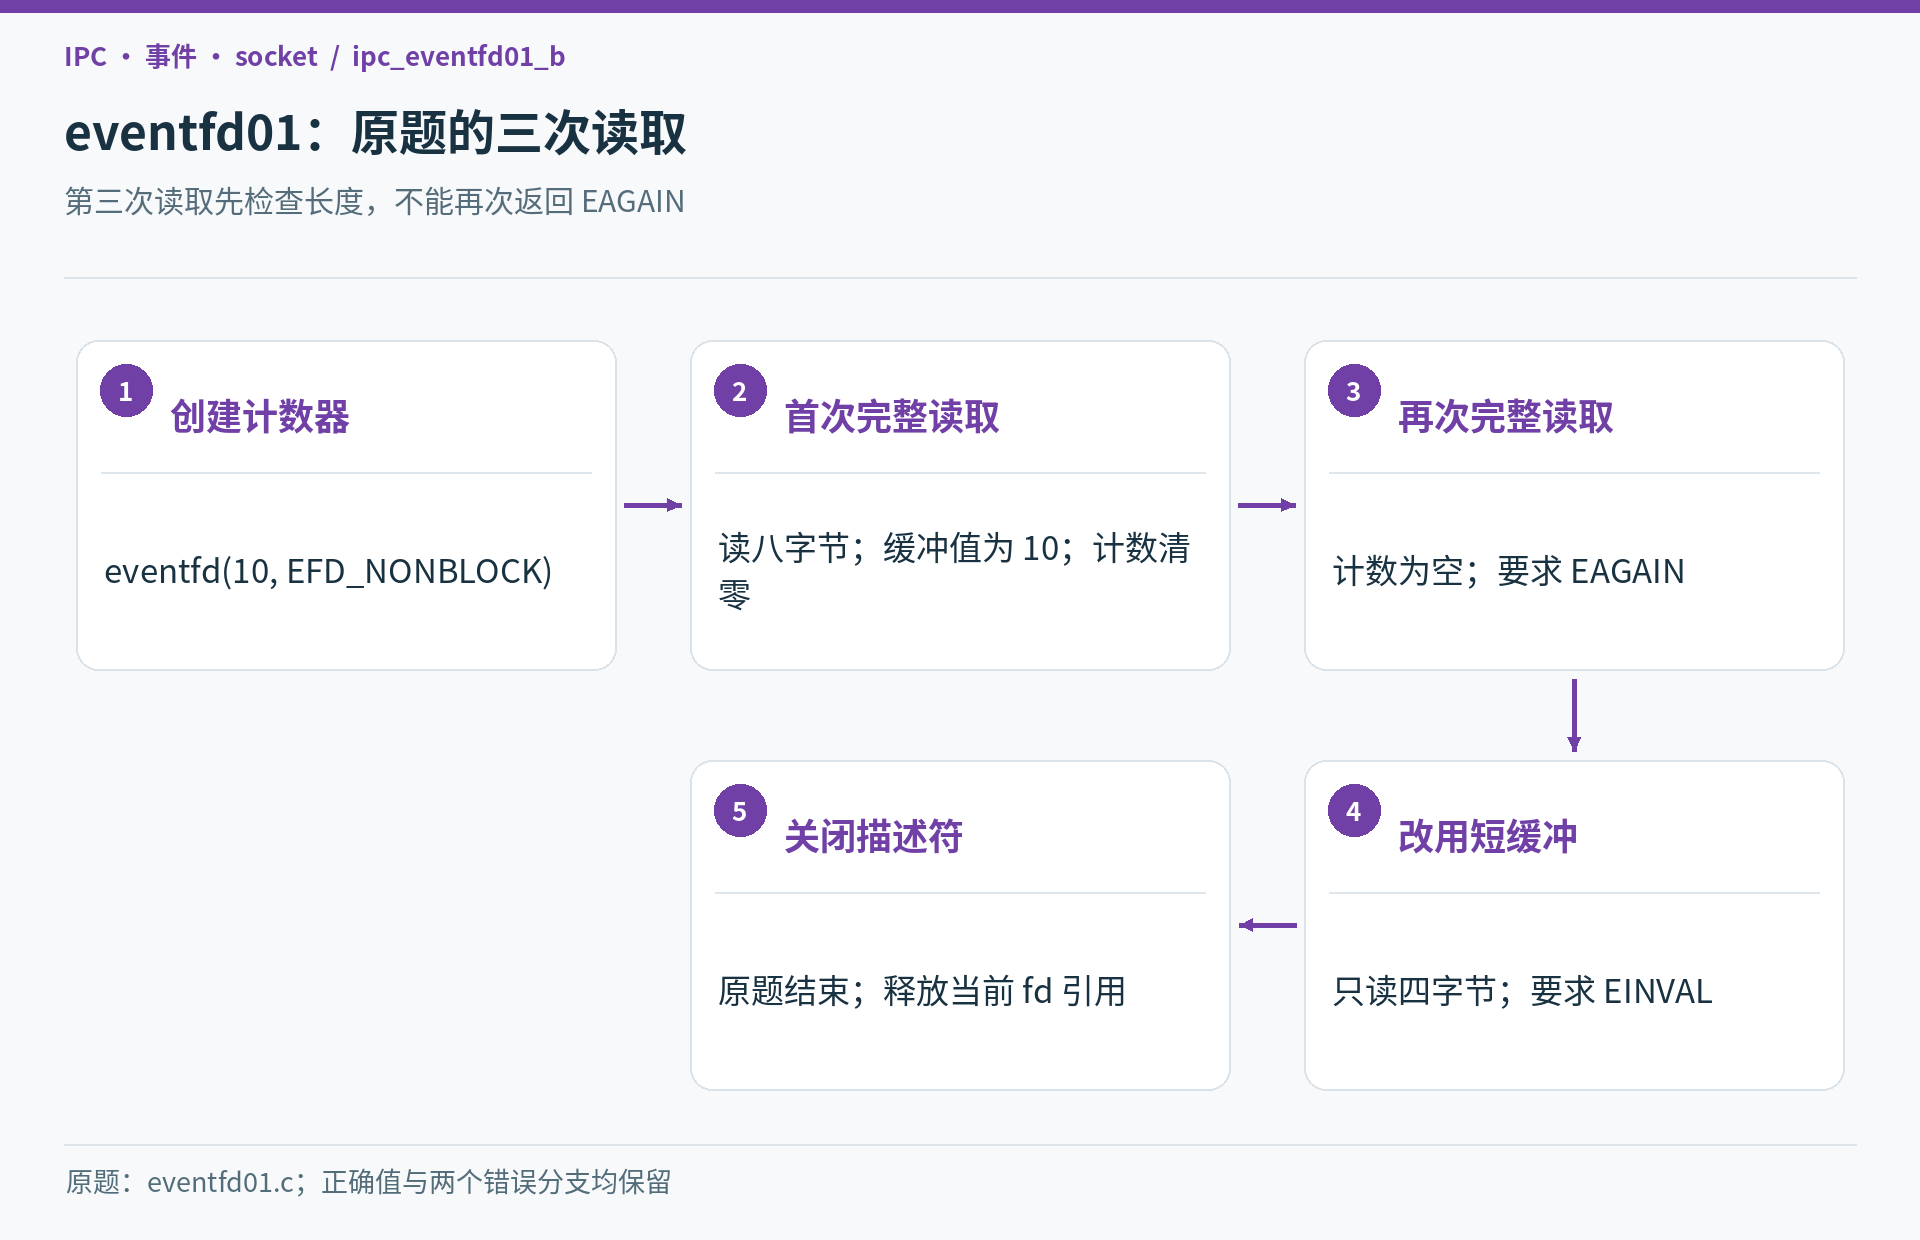 IPC · 事件 · socket / ipc_eventfd01_b
eventfd01：原题的三次读取
第三次读取先检查长度，不能再次返回 EAGAIN
1 创建计数器
eventfd(10, EFD_NONBLOCK)
2 首次完整读取
读八字节；缓冲值为 10；计数清
零
3 再次完整读取
计数为空；要求 EAGAIN
4 改用短缓冲
只读四字节；要求 EINVAL
5 关闭描述符
原题结束；释放当前 fd 引用
原题：eventfd01.c；正确值与两个错误分支均保留